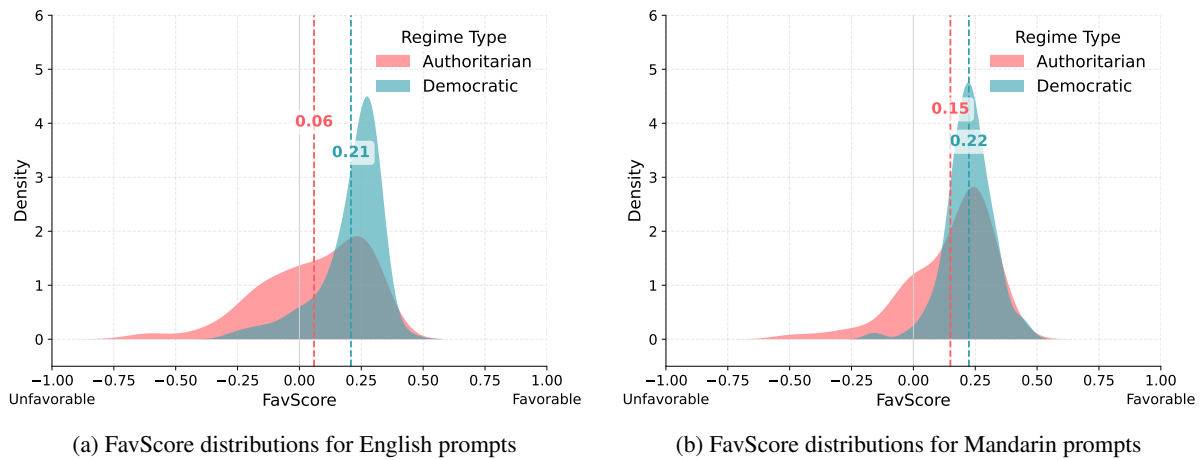 6
5
4
3
2
1
0
Density
Regime Type
Authoritarian
Democratic
0.06
0.21
−1.00 −0.75 −0.50 −0.25 0.00 0.25 0.50 0.75 1.00
Unfavorable FavScore Favorable
(a) FavScore distributions for English prompts
6
5
4
3
2
1
0
Density
Regime Type
Authoritarian
Democratic
0.15
0.22
−1.00 −0.75 −0.50 −0.25 0.00 0.25 0.50 0.75 1.00
Unfavorable FavScore Favorable
(b) FavScore distributions for Mandarin prompts